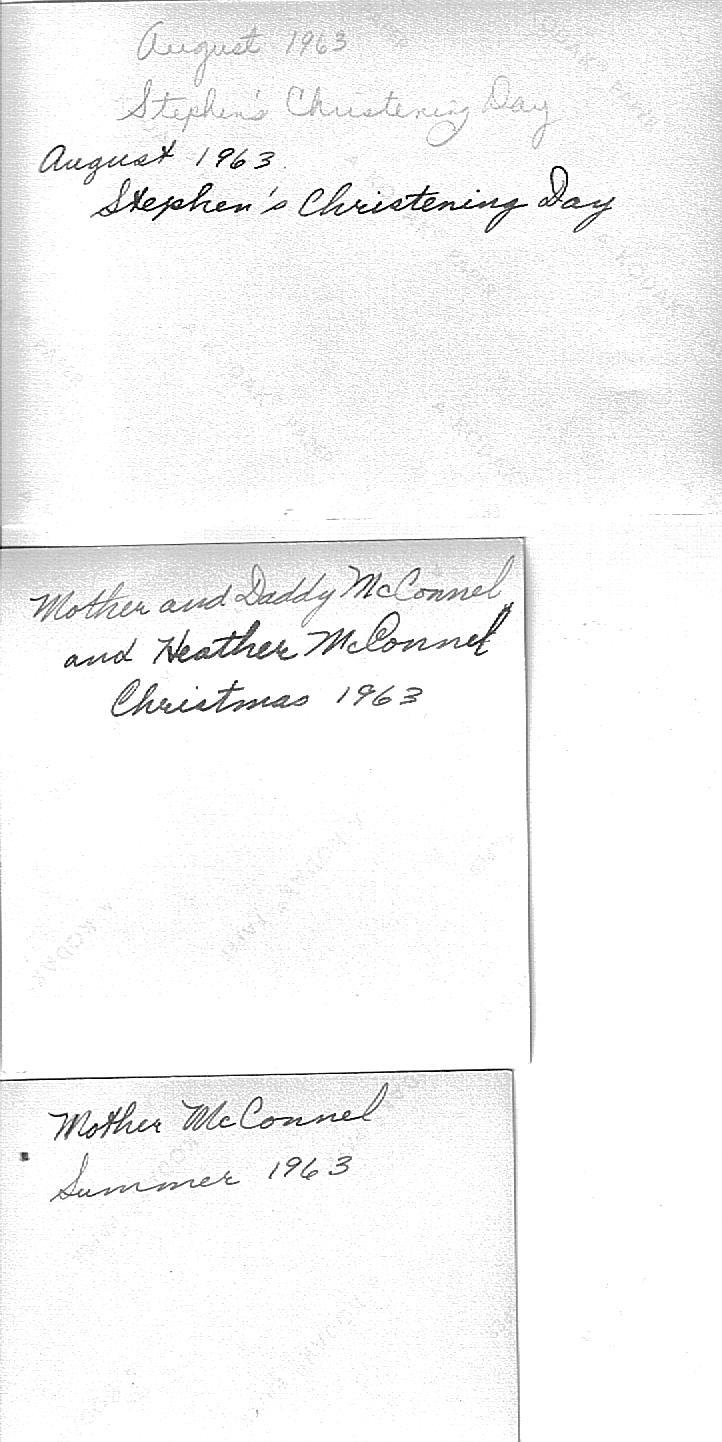 August 1963
Stephen's Christening Day
August 1963.
Stephen's Christening Day
Mother and Daddy McConnel
and Heather McConnel
Christmas 1963
Mother McConnel
Summer 1963